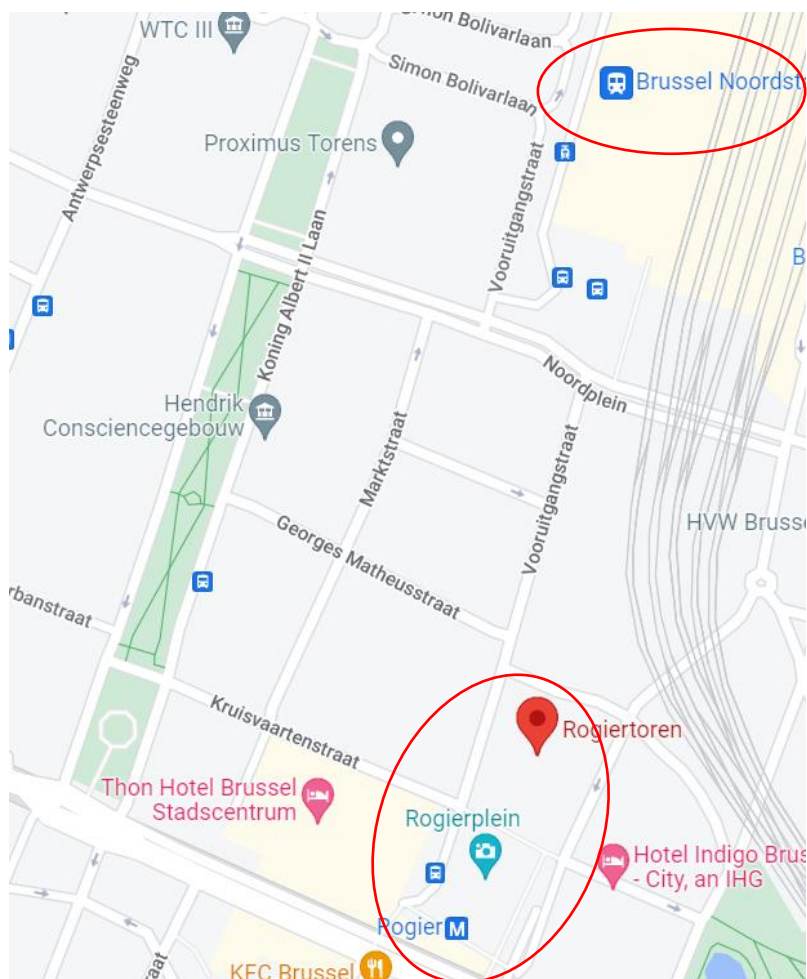 Simon Bolivarlaan
WTC III
Simon Bolivarlaan
Brussel Noordst
Antwerpsesteenweg
Proximus Torens
Vooruitgangstraat
Koning Albert II Laan
B
Noordplein
Hendrik
Consciencegebouw
Marktstraat
Vooruitgangstraat
Georges Matheusstraat
HVW Brusse
rbanstraat
Kruisvaartenstraat
Rogiertoren
Thon Hotel Brussel
Stadscentrum
Rogierplein
Hotel Indigo Brus
- City, an IHG
Rogier M
straat
KFC Brussel